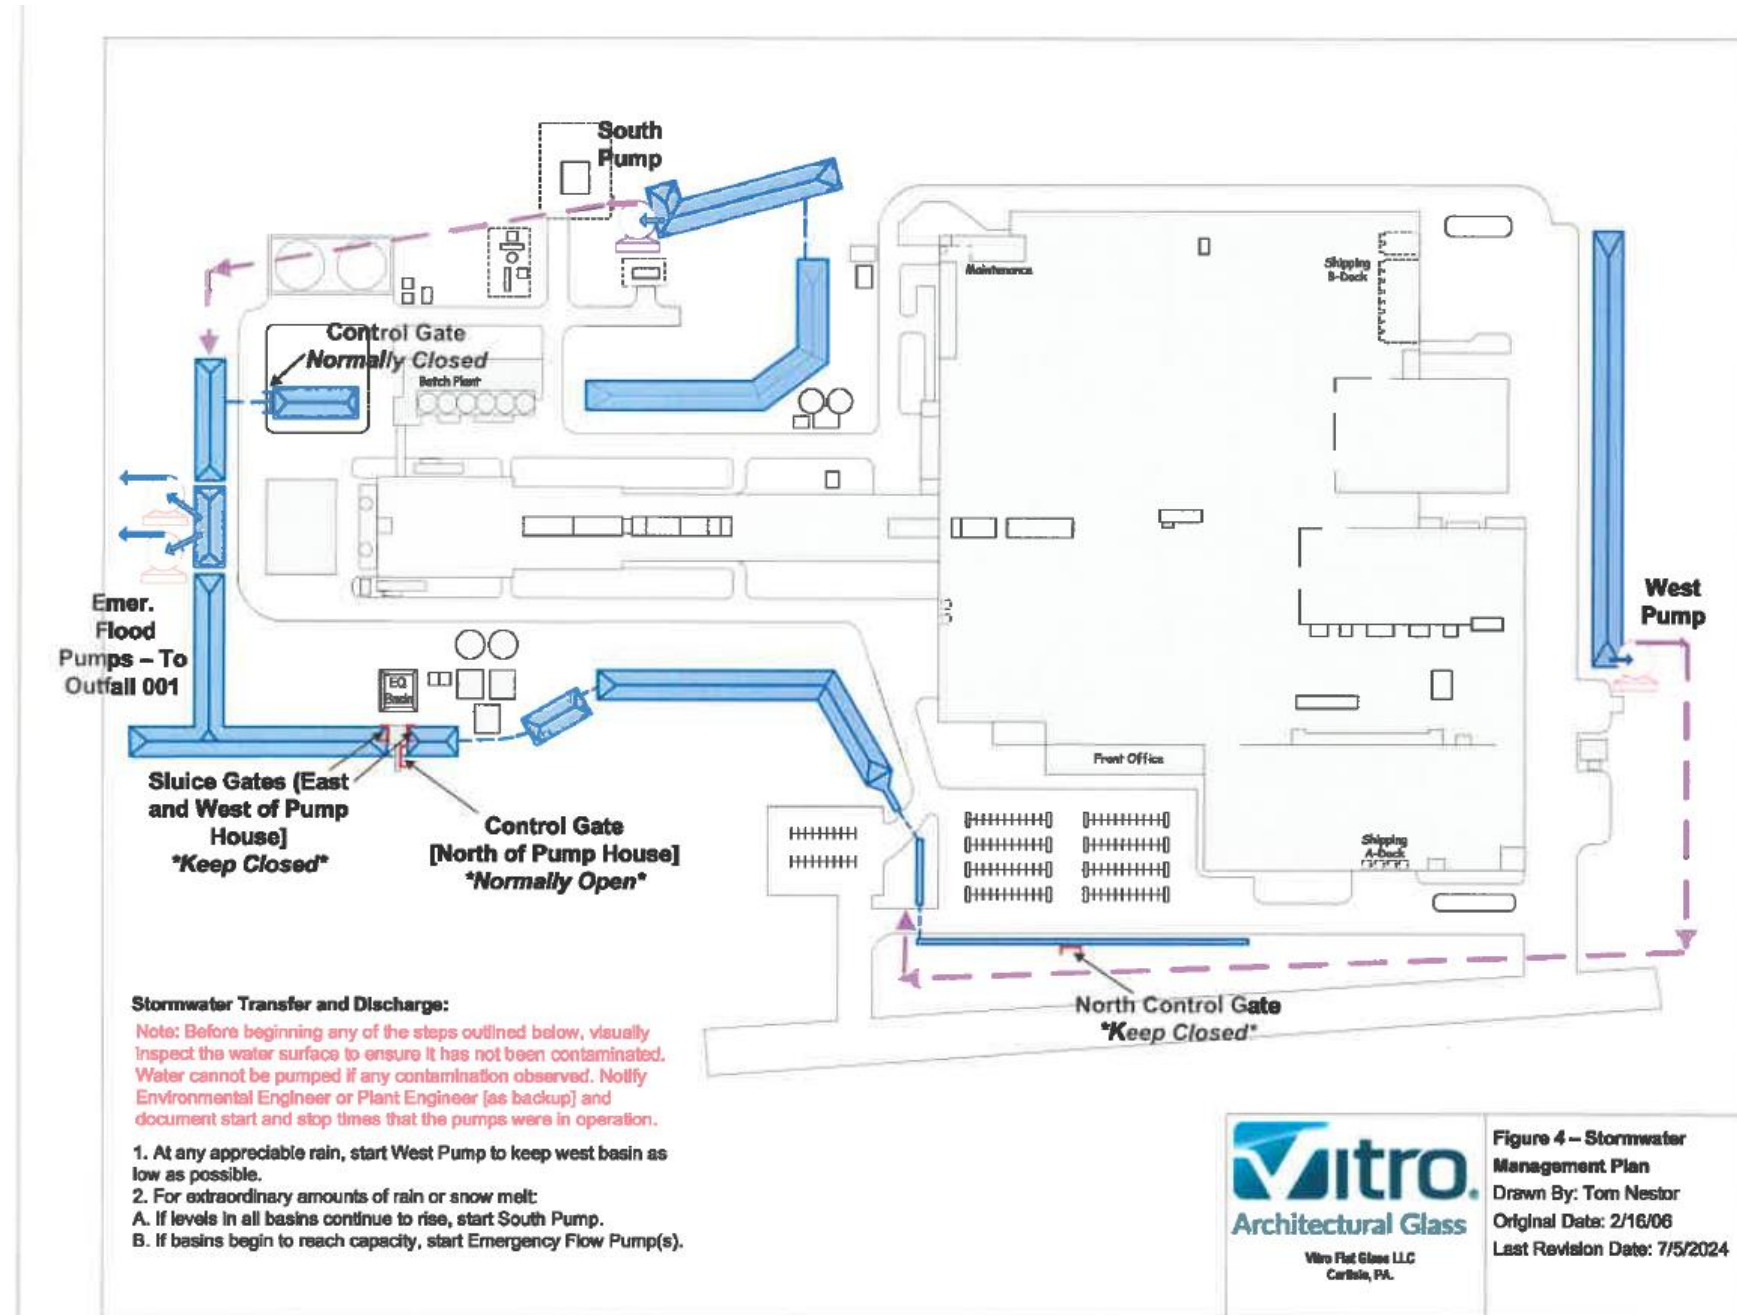 South
Pump
Maintenance
Shipping
B-Dock
Control Gate
Normally Closed
Batch Plant
West
Pump
Emer.
Flood
Pumps – To
Outfall 001
EQ
Basin
Front Office
Sluice Gates (East
and West of Pump
House]
*Keep Closed*
Control Gate
[North of Pump House]
*Normally Open*
Shipping
A-Dock
North Control Gate
*Keep Closed*
Stormwater Transfer and Discharge:
Note: Before beginning any of the steps outlined below, visually
inspect the water surface to ensure it has not been contaminated.
Water cannot be pumped if any contamination observed. Notify
Environmental Engineer or Plant Engineer [as backup] and
document start and stop times that the pumps were in operation.
1. At any appreciable rain, start West Pump to keep west basin as
low as possible.
2. For extraordinary amounts of rain or snow melt:
A. If levels in all basins continue to rise, start South Pump.
B. If basins begin to reach capacity, start Emergency Flow Pump(s).
Vitro.
Architectural Glass
Vitro Flat Glass LLC
Carlisle, PA.
Figure 4 – Stormwater
Management Plan
Drawn By: Tom Nestor
Original Date: 2/16/06
Last Revision Date: 7/5/2024